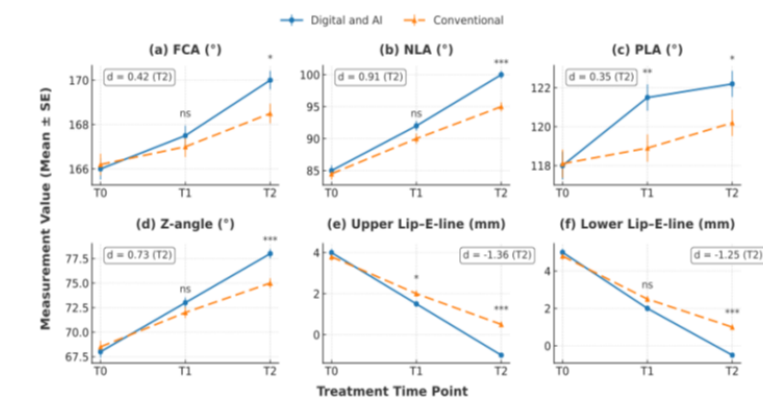 Digital and AI Conventional
(a) FCA (°)
d = 0.42 (T2)
*
ns
170
168
166
T0 T1 T2
(b) NLA (°)
d = 0.91 (T2)
***
ns
100
95
90
85
T0 T1 T2
(c) PLA (°)
d = 0.35 (T2)
**
*
122
120
118
T0 T1 T2
Measurement Value (Mean ± SE)
(d) Z-angle (°)
d = 0.73 (T2)
***
ns
77.5
75.0
72.5
70.0
67.5
T0 T1 T2
(e) Upper Lip–E-line (mm)
d = -1.36 (T2)
*
***
4
2
0
T0 T1 T2
(f) Lower Lip–E-line (mm)
d = -1.25 (T2)
ns
***
4
2
0
T0 T1 T2
Treatment Time Point